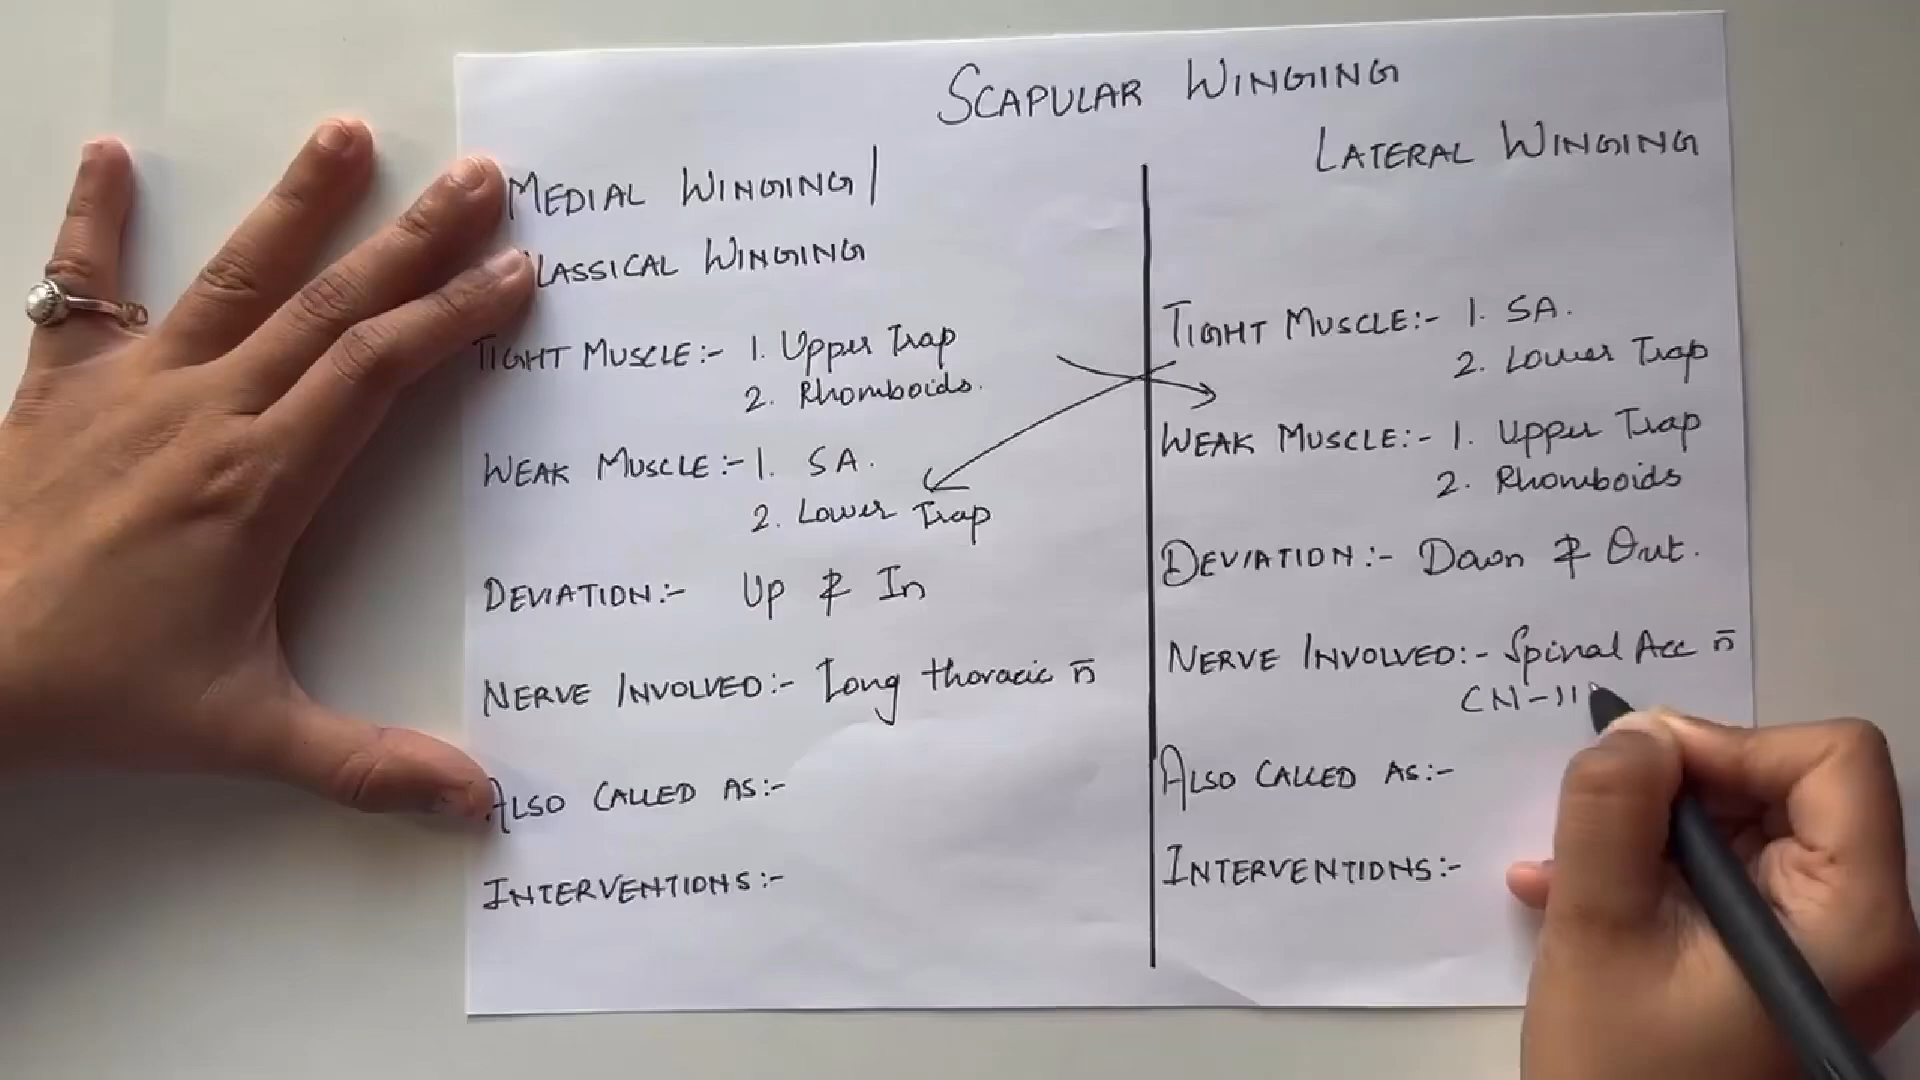 SCAPULAR WINGING
MEDIAL WINGING/
CLASSICAL WINGING
TIGHT MUSCLE:- 1. Upper Trap
2. Rhomboids.
WEAK MUSCLE:- 1. SA.
2. Lower Trap
DEVIATION:- Up & In
NERVE INVOLVED:- Long thoracic n̄
ALSO CALLED AS:-
INTERVENTIONS:-
LATERAL WINGING
TIGHT MUSCLE:- 1. SA.
2. Lower Trap
WEAK MUSCLE:- 1. Upper Trap
2. Rhomboids
DEVIATION:- Down & Out.
NERVE INVOLVED:- Spinal Acc n̄
CN-11
ALSO CALLED AS:-
INTERVENTIONS:-